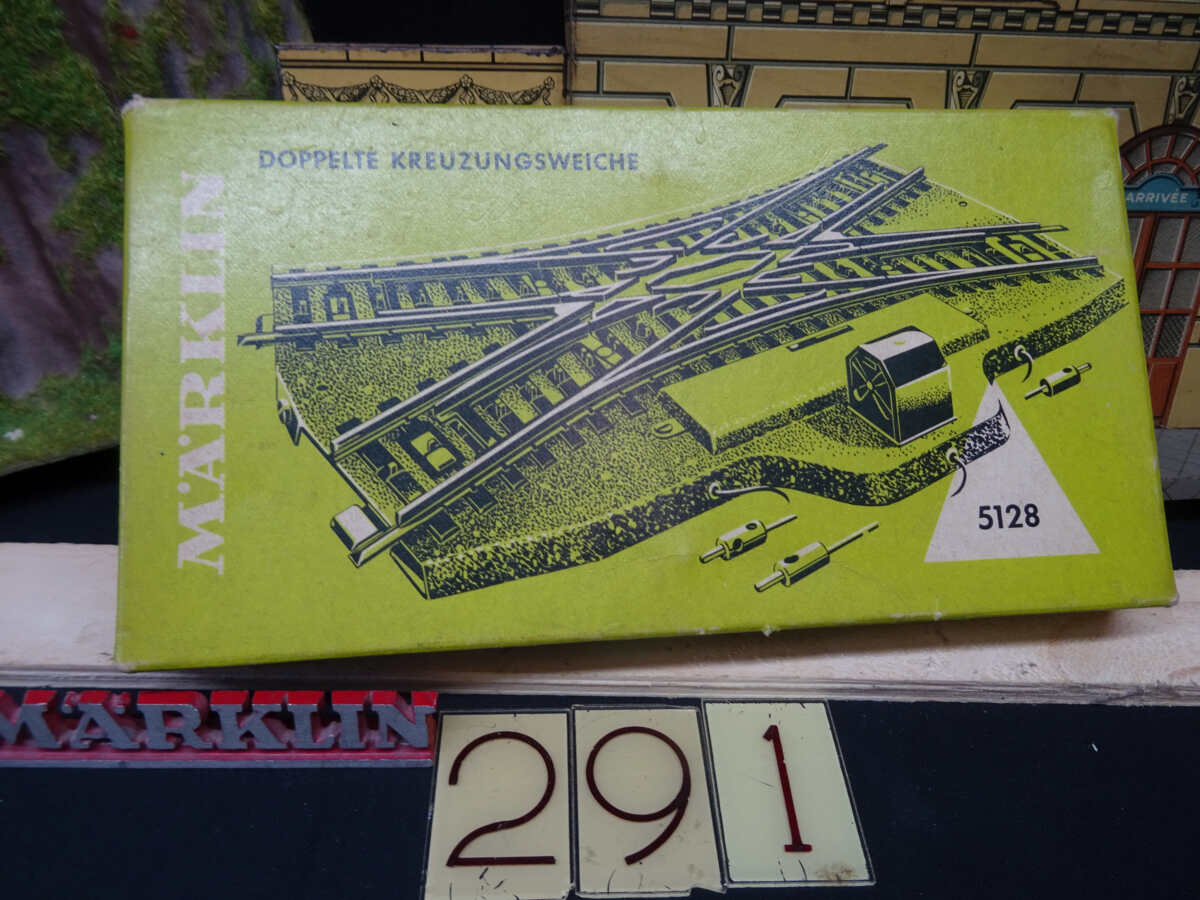 DOPPELTE KREUZUNGSWEICHE
MÄRKLIN
ARRIVÉE
5128
MÄRKLIN
291